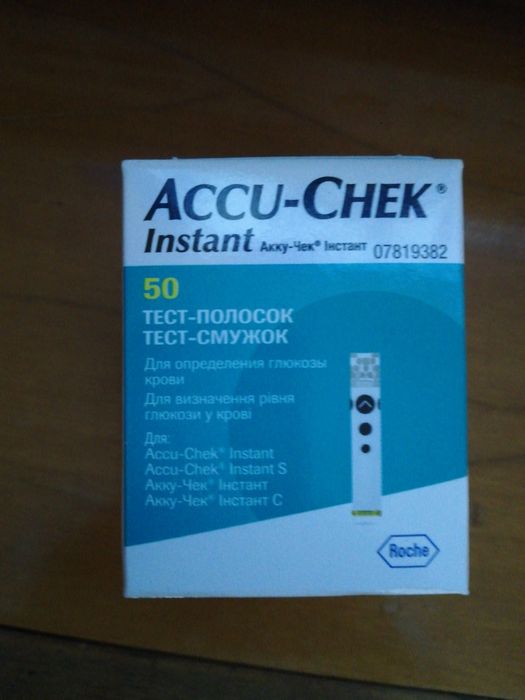 ACCU-CHEK®
Instant Акку-Чек® Інстант 07819382
50
ТЕСТ-ПОЛОСОК
ТЕСТ-СМУЖОК
Для определения глюкозы
крови
Для визначення рівня
глюкози у крові
Для:
Accu-Chek® Instant
Accu-Chek® Instant S
Акку-Чек® Інстант
Акку-Чек® Інстант С
Roche